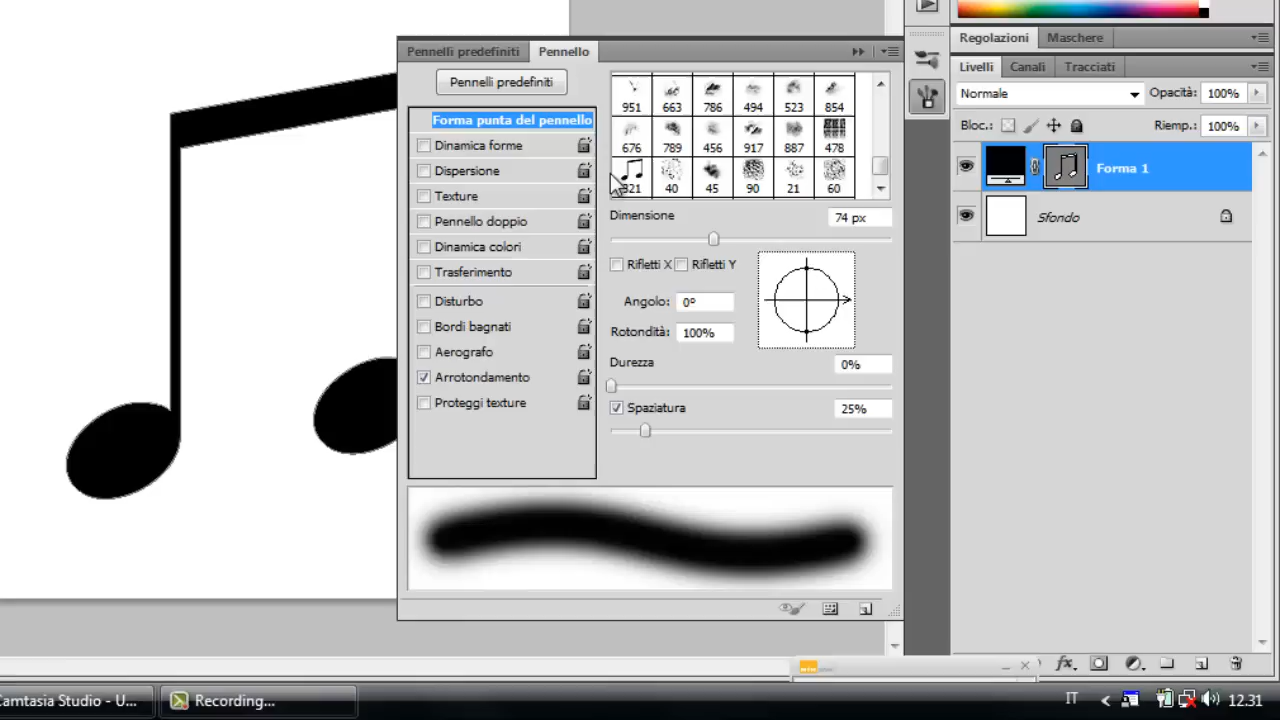 Regolazioni Maschere
Pennelli predefiniti Pennello
Livelli Canali Tracciati
Pennelli predefiniti
Normale Opacità: 100%
951 663 786 494 523 854
Forma punta del pennello
Bloc.: Riemp.: 100%
Dinamica forme
676 789 456 917 887 478
Dispersione
Forma 1
321 40 45 90 21 60
Texture
Dimensione 74 px
Sfondo
Pennello doppio
Dinamica colori
Rifletti X Rifletti Y
Trasferimento
Disturbo
Angolo: 0º
Bordi bagnati
Rotondità: 100%
Aerografo
Durezza 0%
Arrotondamento
Proteggi texture
Spaziatura 25%
fx
Camtasia Studio - U...
Recording...
IT
12.31